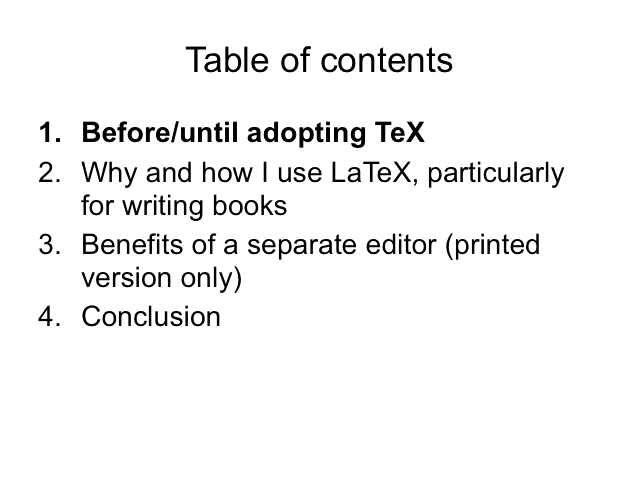 Table of contents
1. Before/until adopting TeX
2. Why and how I use LaTeX, particularly
for writing books
3. Benefits of a separate editor (printed
version only)
4. Conclusion